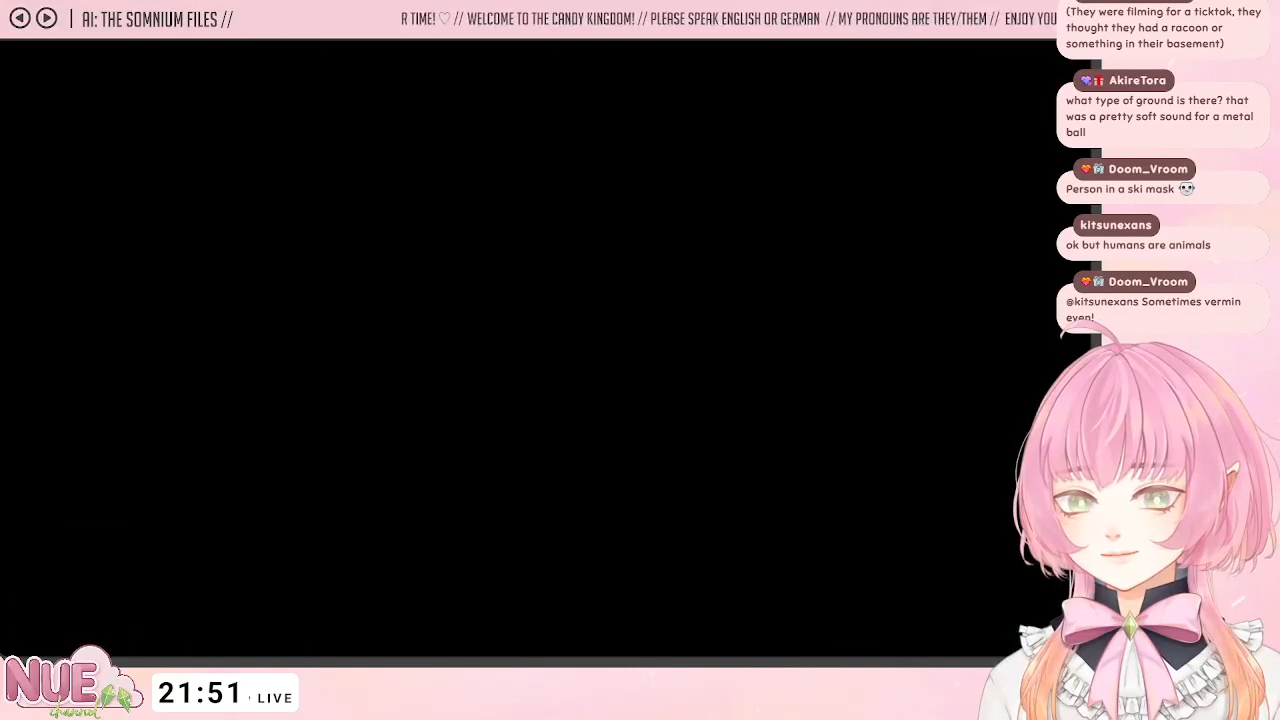 AI: THE SOMNIUM FILES //
R TIME! ♡ // WELCOME TO THE CANDY KINGDOM! // PLEASE SPEAK ENGLISH OR GERMAN // MY PRONOUNS ARE THEY/THEM // ENJOY YOU
(They were filming for a ticktok, they
thought they had a racoon or
something in their basement)
AkireTora
what type of ground is there? that
was a pretty soft sound for a metal
ball
Doom_Vroom
Person in a ski mask
kitsunexans
ok but humans are animals
Doom_Vroom
@kitsunexans Sometimes vermin
even!
NUE
channel
21:51 · LIVE